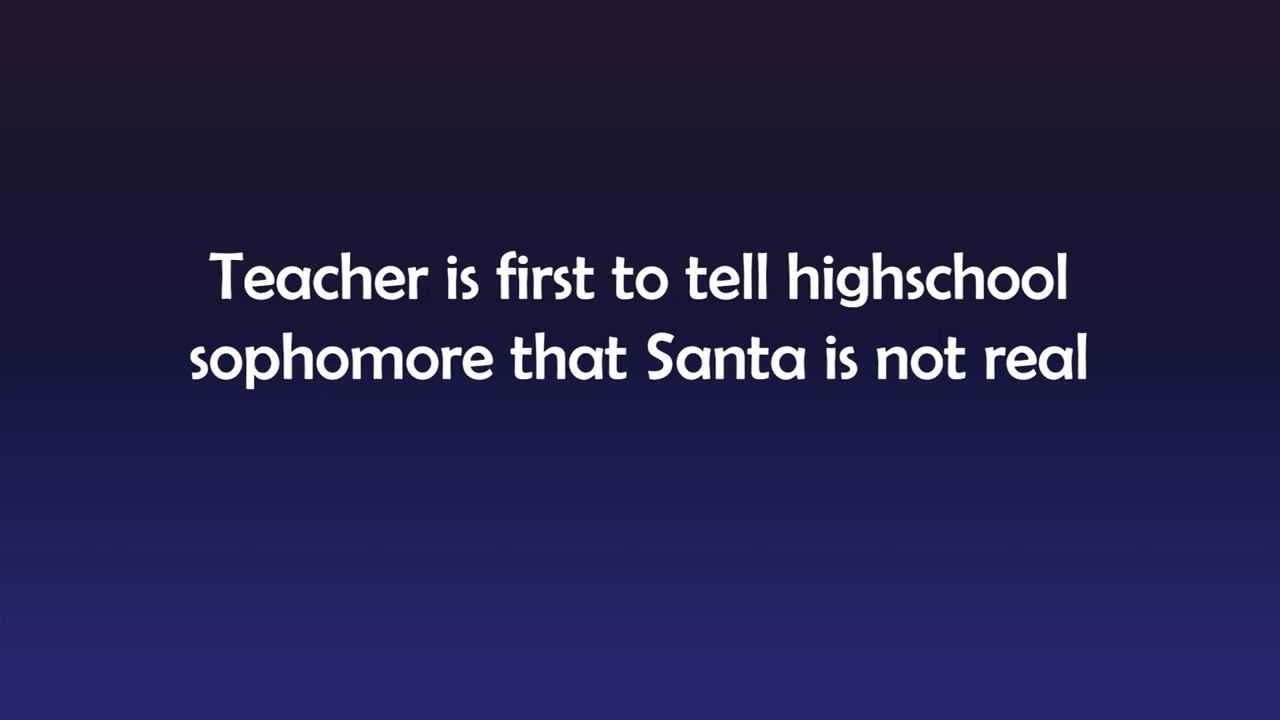 Teacher is first to tell highschool
sophomore that Santa is not real